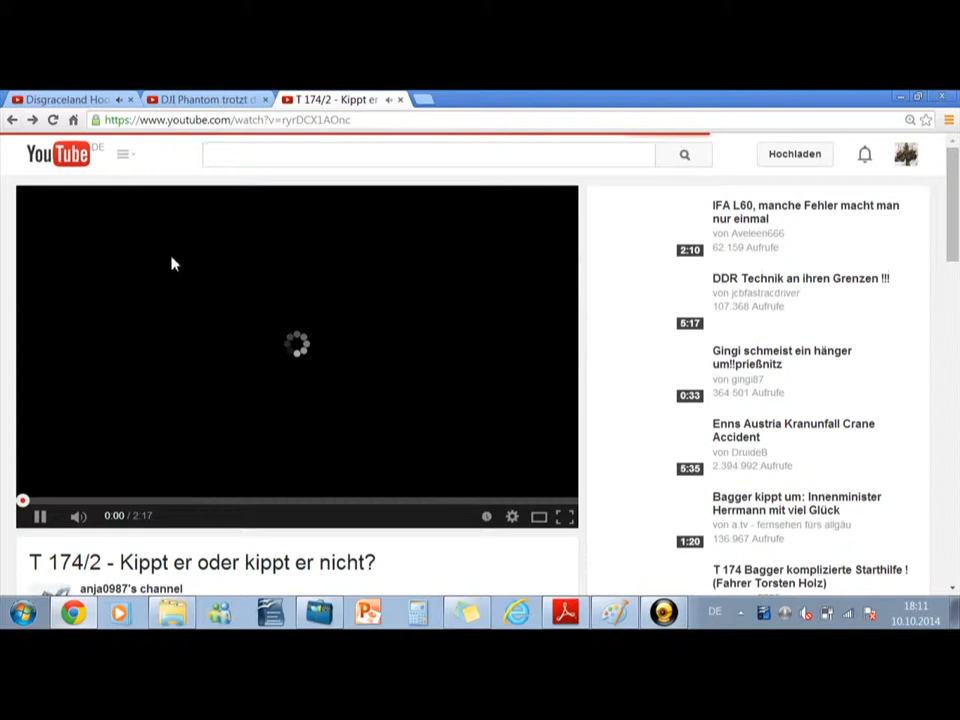 Disgraceland Hoo
DJI Phantom trotzt d
T 174/2 - Kippt er
https://www.youtube.com/watch?v=ryrDCX1AOnc
YouTube DE
Hochladen
IFA L60, manche Fehler macht man
nur einmal
von Aveleen666
62.159 Aufrufe
2:10
DDR Technik an ihren Grenzen !!!
von jcbfastracdriver
107.368 Aufrufe
5:17
Gingi schmeist ein hänger
um!!prießnitz
von gingi87
364.501 Aufrufe
0:33
Enns Austria Kranunfall Crane
Accident
von DruideB
2.394.992 Aufrufe
5:35
Bagger kippt um: Innenminister
Herrmann mit viel Glück
von a.tv - fernsehen fürs allgäu
136.967 Aufrufe
1:20
T 174 Bagger komplizierte Starthilfe !
(Fahrer Torsten Holz)
0:00 / 2:17
T 174/2 - Kippt er oder kippt er nicht?
anja0987's channel
DE
18:11
10.10.2014